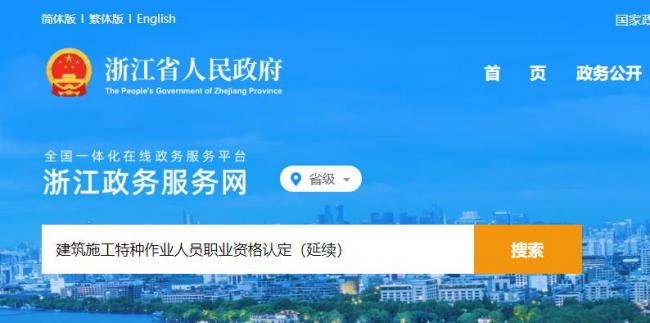 简体版 | 繁体版 | English
国家政
浙江省人民政府
The People's Government of Zhejiang Province
首 页 政务公开
全国一体化在线政务服务平台
浙江政务服务网
省级
建筑施工特种作业人员职业资格认定（延续）
搜索